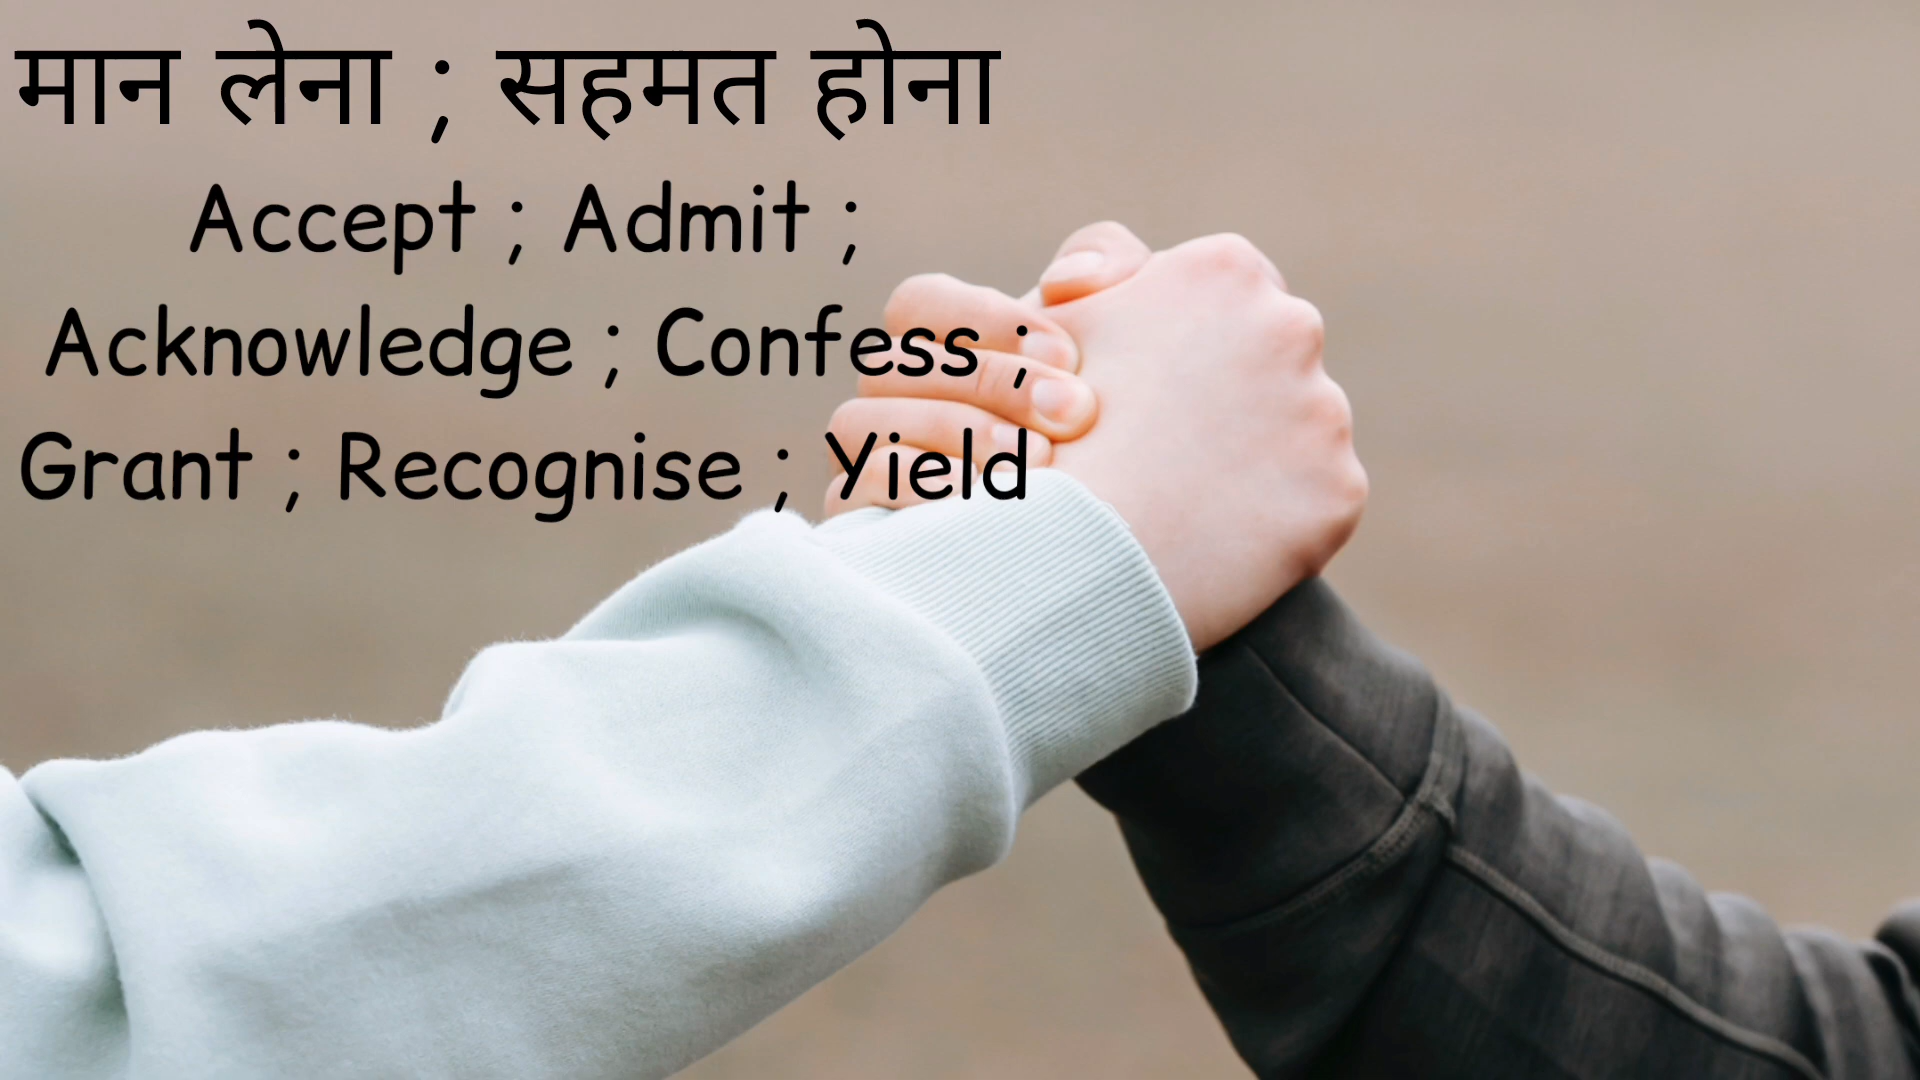 मान लेना ; सहमत होना
Accept ; Admit ;
Acknowledge ; Confess ;
Grant ; Recognise ; Yield